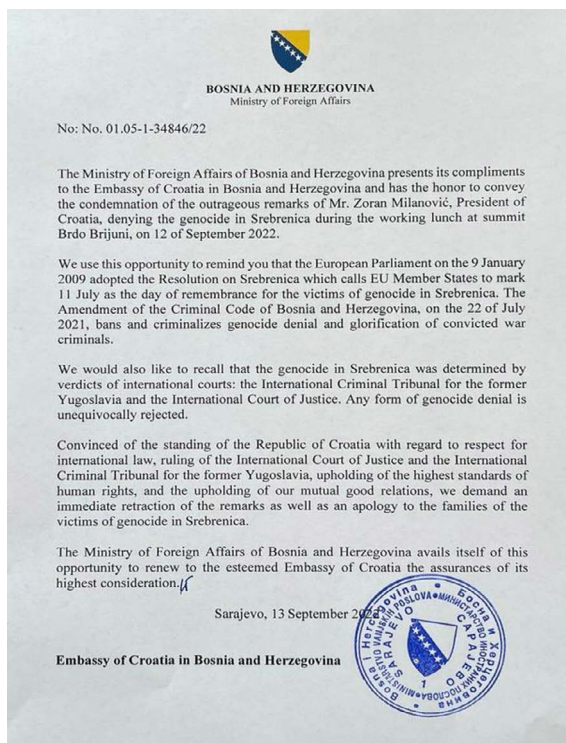 BOSNIA AND HERZEGOVINA
Ministry of Foreign Affairs
No: No. 01.05-1-34846/22
The Ministry of Foreign Affairs of Bosnia and Herzegovina presents its compliments
to the Embassy of Croatia in Bosnia and Herzegovina and has the honor to convey
the condemnation of the outrageous remarks of Mr. Zoran Milanović, President of
Croatia, denying the genocide in Srebrenica during the working lunch at summit
Brdo Brijuni, on 12 of September 2022.
We use this opportunity to remind you that the European Parliament on the 9 January
2009 adopted the Resolution on Srebrenica which calls EU Member States to mark
11 July as the day of remembrance for the victims of genocide in Srebrenica. The
Amendment of the Criminal Code of Bosnia and Herzegovina, on the 22 of July
2021, bans and criminalizes genocide denial and glorification of convicted war
criminals.
We would also like to recall that the genocide in Srebrenica was determined by
verdicts of international courts: the International Criminal Tribunal for the former
Yugoslavia and the International Court of Justice. Any form of genocide denial is
unequivocally rejected.
Convinced of the standing of the Republic of Croatia with regard to respect for
international law, ruling of the International Court of Justice and the International
Criminal Tribunal for the former Yugoslavia, upholding of the highest standards of
human rights, and the upholding of our mutual good relations, we demand an
immediate retraction of the remarks as well as an apology to the families of the
victims of genocide in Srebrenica.
The Ministry of Foreign Affairs of Bosnia and Herzegovina avails itself of this
opportunity to renew to the esteemed Embassy of Croatia the assurances of its
highest consideration.
Sarajevo, 13 September 2022
Embassy of Croatia in Bosnia and Herzegovina
Bosna i Hercegovina • Босна и Херцеговина
MINISTARSTVO VANJSKIH POSLOVA • МИНИСТАРСТВО ИНОСТРАНИХ ПОСЛОВА
SARAJEVO САРАЈЕВО
1